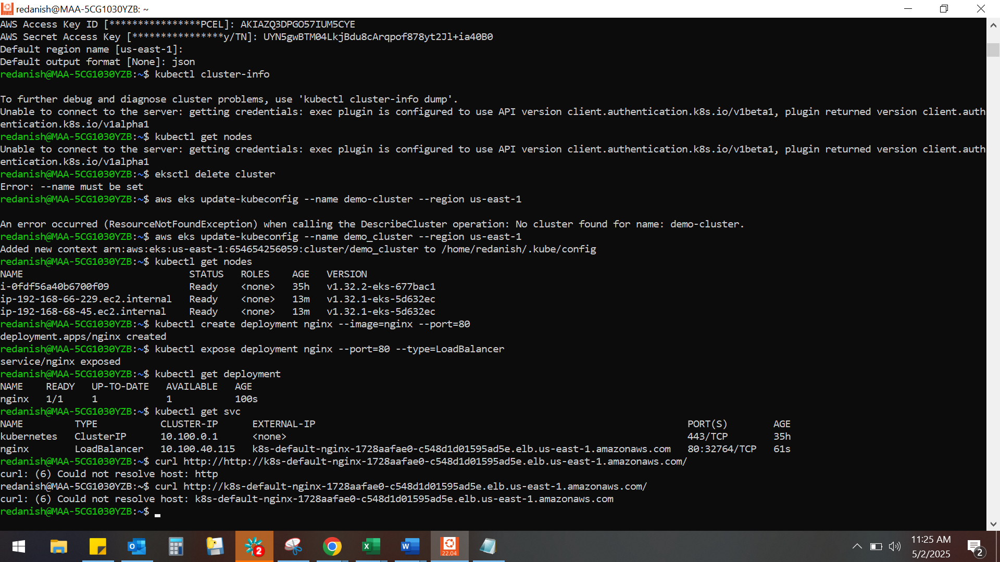 redanish@MAA-5CG1030YZB: ~
AWS Access Key ID [****************PCEL]: AKIAZQ3DPGO57IUM5CYE
AWS Secret Access Key [****************y/TN]: 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
Default region name [us-east-1]:
Default output format [None]: json
redanish@MAA-5CG1030YZB:~$ kubectl cluster-info
To further debug and diagnose cluster problems, use 'kubectl cluster-info dump'.
Unable to connect to the server: getting credentials: exec plugin is configured to use API version client.authentication.k8s.io/v1beta1, plugin returned version client.auth
entication.k8s.io/v1alpha1
redanish@MAA-5CG1030YZB:~$ kubectl get nodes
Unable to connect to the server: getting credentials: exec plugin is configured to use API version client.authentication.k8s.io/v1beta1, plugin returned version client.auth
entication.k8s.io/v1alpha1
redanish@MAA-5CG1030YZB:~$ eksctl delete cluster
Error: --name must be set
redanish@MAA-5CG1030YZB:~$ aws eks update-kubeconfig --name demo-cluster --region us-east-1
An error occurred (ResourceNotFoundException) when calling the DescribeCluster operation: No cluster found for name: demo-cluster.
redanish@MAA-5CG1030YZB:~$ aws eks update-kubeconfig --name demo_cluster --region us-east-1
Added new context arn:aws:eks:us-east-1:654654256059:cluster/demo_cluster to /home/redanish/.kube/config
redanish@MAA-5CG1030YZB:~$ kubectl get nodes
NAME STATUS ROLES AGE VERSION
i-0fdf56a40b6700f09 Ready <none> 35h v1.32.2-eks-677bac1
ip-192-168-66-229.ec2.internal Ready <none> 13m v1.32.1-eks-5d632ec
ip-192-168-68-45.ec2.internal Ready <none> 13m v1.32.1-eks-5d632ec
redanish@MAA-5CG1030YZB:~$ kubectl create deployment nginx --image=nginx --port=80
deployment.apps/nginx created
redanish@MAA-5CG1030YZB:~$ kubectl expose deployment nginx --port=80 --type=LoadBalancer
service/nginx exposed
redanish@MAA-5CG1030YZB:~$ kubectl get deployment
NAME READY UP-TO-DATE AVAILABLE AGE
nginx 1/1 1 1 100s
redanish@MAA-5CG1030YZB:~$ kubectl get svc
NAME TYPE CLUSTER-IP EXTERNAL-IP PORT(S) AGE
kubernetes ClusterIP 10.100.0.1 <none> 443/TCP 35h
nginx LoadBalancer 10.100.40.115 k8s-default-nginx-1728aafae0-c548d1d01595ad5e.elb.us-east-1.amazonaws.com 80:32764/TCP 61s
redanish@MAA-5CG1030YZB:~$ curl http://http://k8s-default-nginx-1728aafae0-c548d1d01595ad5e.elb.us-east-1.amazonaws.com/
curl: (6) Could not resolve host: http
redanish@MAA-5CG1030YZB:~$ curl http://k8s-default-nginx-1728aafae0-c548d1d01595ad5e.elb.us-east-1.amazonaws.com/
curl: (6) Could not resolve host: k8s-default-nginx-1728aafae0-c548d1d01595ad5e.elb.us-east-1.amazonaws.com
redanish@MAA-5CG1030YZB:~$
2
22.04
11:25 AM
5/2/2025
2